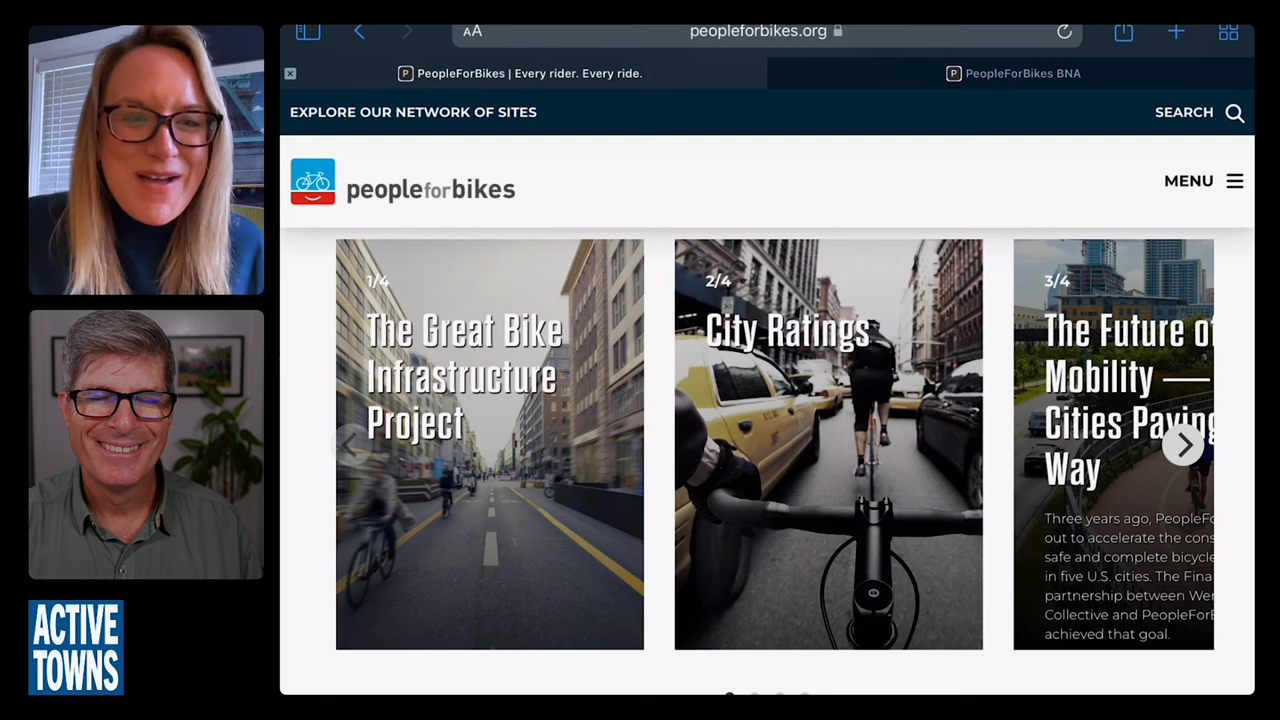 AA
peopleforbikes.org
PeopleForBikes | Every rider. Every ride.
PeopleForBikes BNA
EXPLORE OUR NETWORK OF SITES
SEARCH
peopleforbikes
MENU
1/4
The Great Bike
Infrastructure
Project
2/4
City Ratings
3/4
The Future of
Mobility —
Cities Paving
Way
Three years ago, PeopleFo
out to accelerate the cons
safe and complete bicycle
in five U.S. cities. The Fina
partnership between We
Collective and PeopleForB
achieved that goal.
ACTIVE
TOWNS